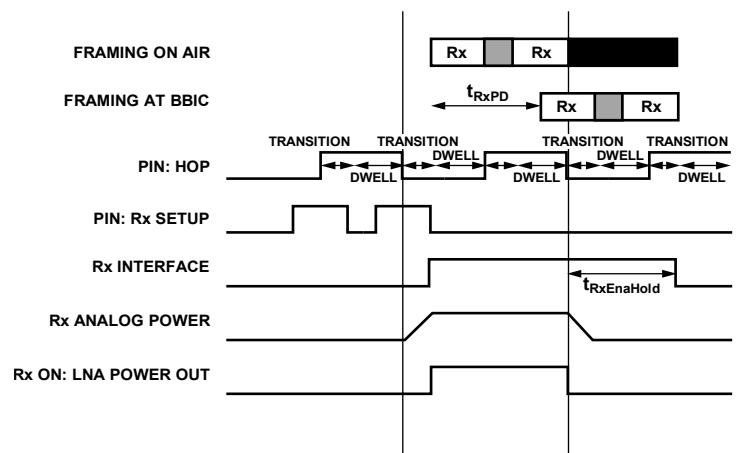 FRAMING ON AIR
Rx Rx
FRAMING AT BBIC
tRxPD
Rx Rx
TRANSITION TRANSITION TRANSITION TRANSITION
PIN: HOP
DWELL DWELL
DWELL DWELL DWELL DWELL
PIN: Rx SETUP
Rx INTERFACE
tRxEnaHold
Rx ANALOG POWER
Rx ON: LNA POWER OUT